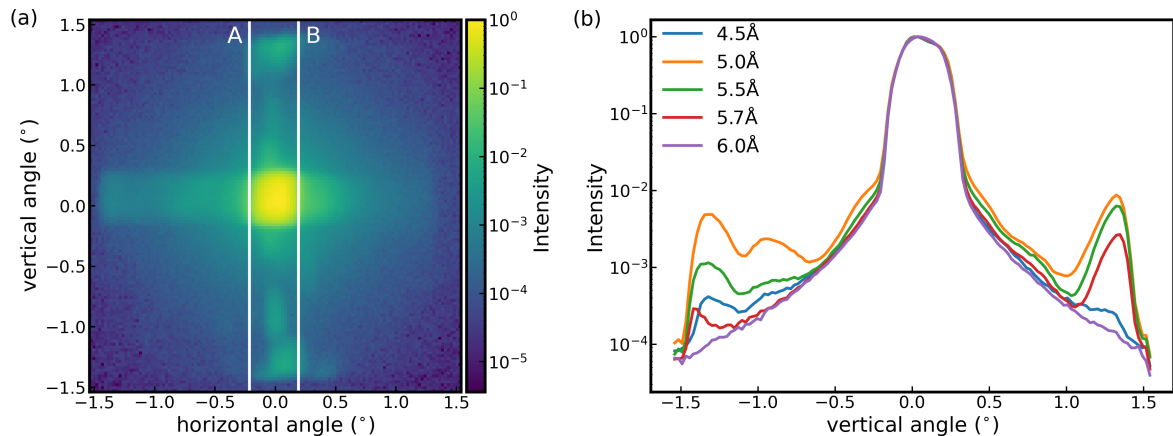 (a)
A
B
1.5
1.0
0.5
0.0
−0.5
−1.0
−1.5
vertical angle (°)
−1.5 −1.0 −0.5 0.0 0.5 1.0 1.5
horizontal angle (°)
10⁰
10⁻¹
10⁻²
10⁻³
10⁻⁴
10⁻⁵
Intensity
(b)
4.5Å
5.0Å
5.5Å
5.7Å
6.0Å
10⁰
10⁻¹
10⁻²
10⁻³
10⁻⁴
Intensity
−1.5 −1.0 −0.5 0.0 0.5 1.0 1.5
vertical angle (°)